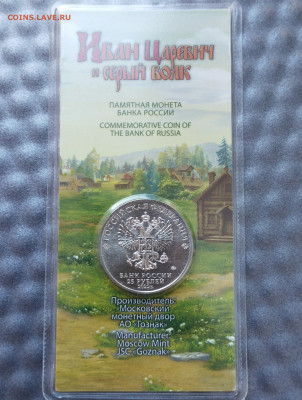 COINS.LAVE.RU
Иван Царевич
и серый волк
ПАМЯТНАЯ МОНЕТА
БАНКА РОССИИ
COMMEMORATIVE COIN OF
THE BANK OF RUSSIA
РОССИЙСКАЯ ФЕДЕРАЦИЯ
БАНК РОССИИ
25 РУБЛЕЙ
Производитель:
Московский
монетный двор
АО «Гознак»
Manufacturer
Moscow Mint
JSC «Goznak»